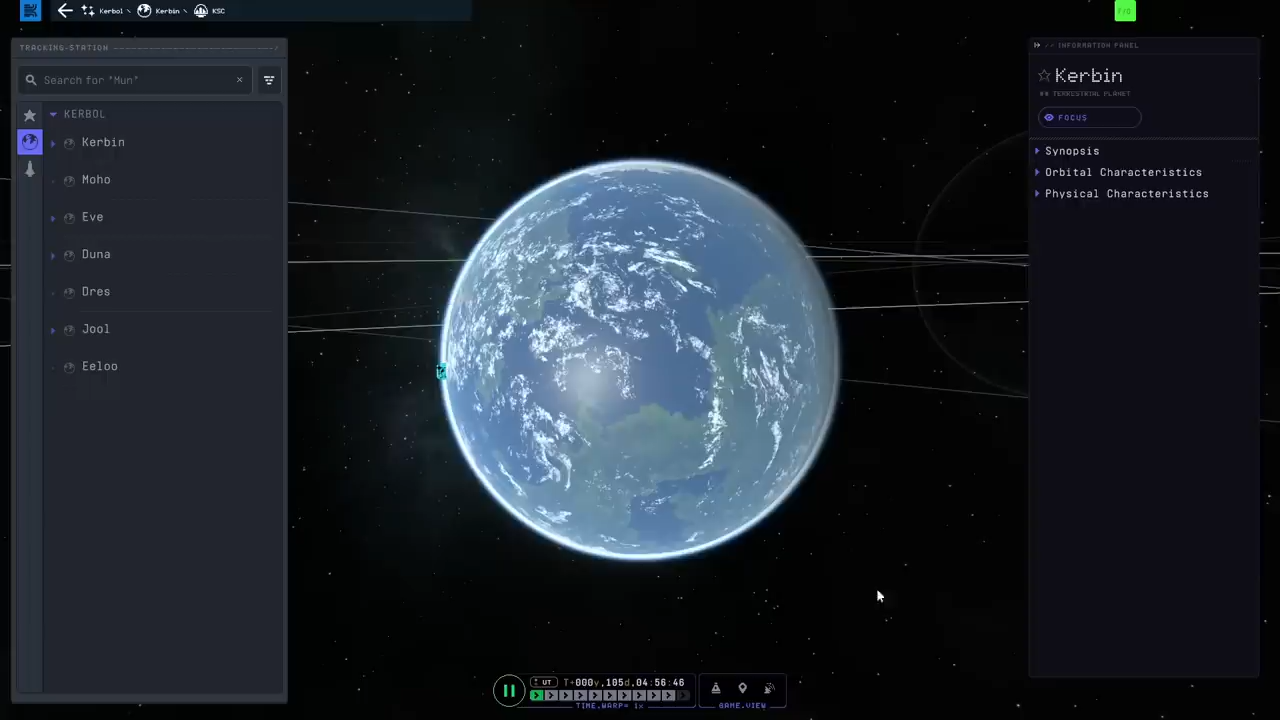 Kerbol
Kerbin
KSC
F/O
TRACKING-STATION
Search for "Mun"
×
KERBOL
Kerbin
Moho
Eve
Duna
Dres
Jool
Eeloo
INFORMATION PANEL
Kerbin
TERRESTRIAL PLANET
FOCUS
Synopsis
Orbital Characteristics
Physical Characteristics
UT T+000y,105d,04:56:46
TIME.WARP= 1x
GAME.VIEW